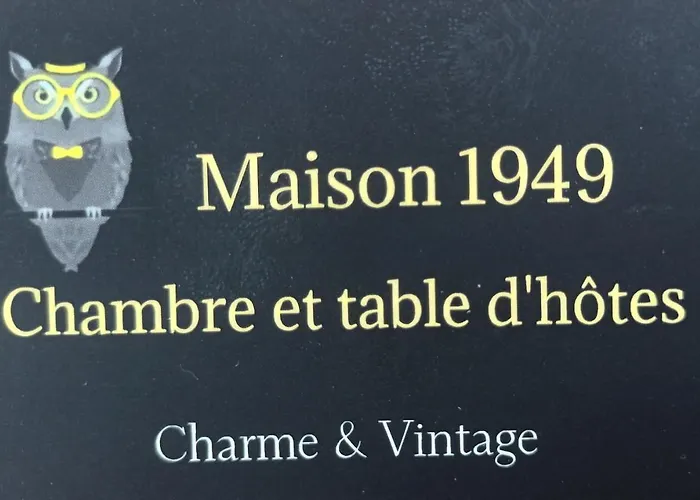 Maison 1949
Chambre et table d'hôtes
Charme & Vintage